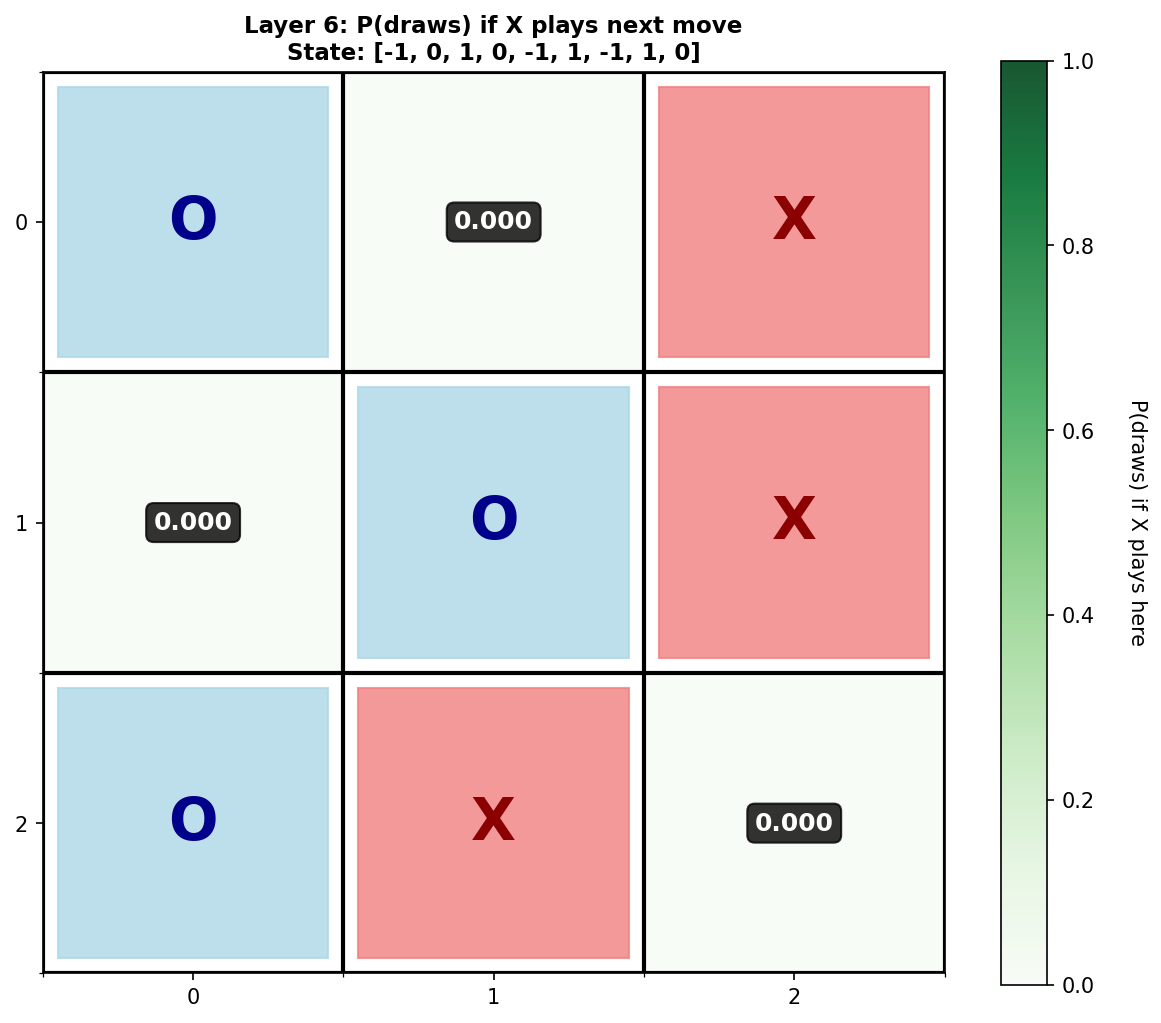 Layer 6: P(draws) if X plays next move
State: [-1, 0, 1, 0, -1, 1, -1, 1, 0]
0
O
0.000
X
1
0.000
O
X
2
O
X
0.000
0
1
2
1.0
0.8
0.6
0.4
0.2
0.0
P(draws) if X plays here